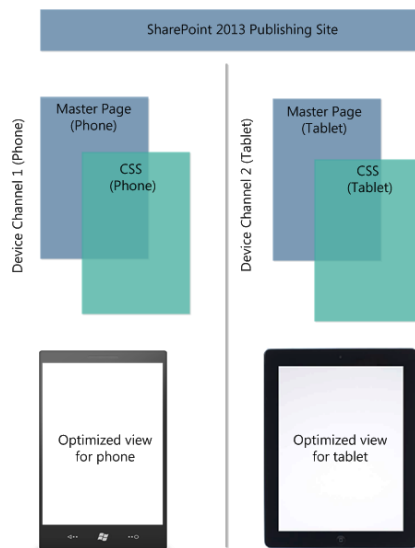 SharePoint 2013 Publishing Site
Device Channel 1 (Phone)
Master Page
(Phone)
CSS
(Phone)
Optimized view
for phone
Device Channel 2 (Tablet)
Master Page
(Tablet)
CSS
(Tablet)
Optimized view
for tablet